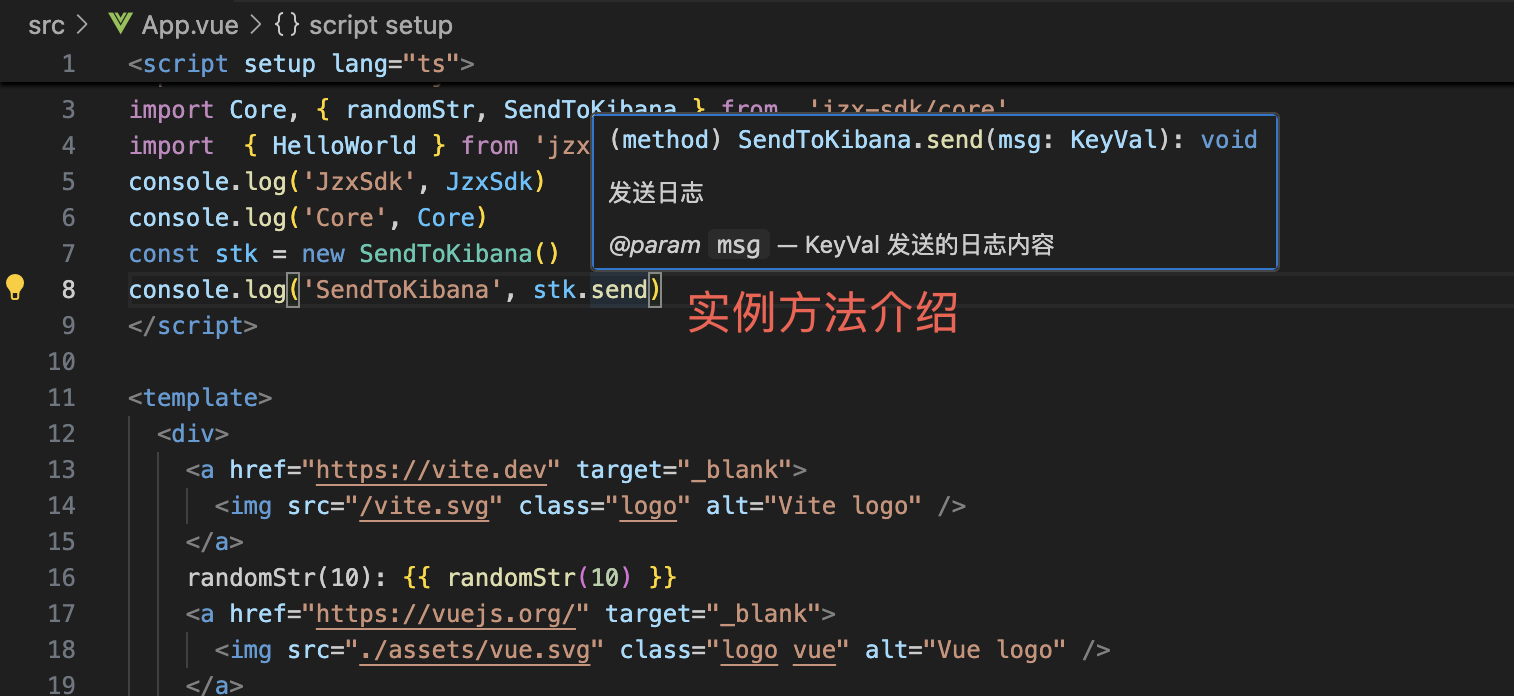 src > App.vue > {} script setup
1 <script setup lang="ts">
3 import Core, { randomStr, SendToKibana } from 'jzx-sdk/core'
4 import { HelloWorld } from 'jzx
(method) SendToKibana.send(msg: KeyVal): void
发送日志
@param msg — KeyVal 发送的日志内容
5 console.log('JzxSdk', JzxSdk)
6 console.log('Core', Core)
7 const stk = new SendToKibana()
8 console.log('SendToKibana', stk.send)
实例方法介绍
9 </script>
10
11 <template>
12 <div>
13 <a href="https://vite.dev" target="_blank">
14 <img src="/vite.svg" class="logo" alt="Vite logo" />
15 </a>
16 randomStr(10): {{ randomStr(10) }}
17 <a href="https://vuejs.org/" target="_blank">
18 <img src="./assets/vue.svg" class="logo vue" alt="Vue logo" />
19 </a>